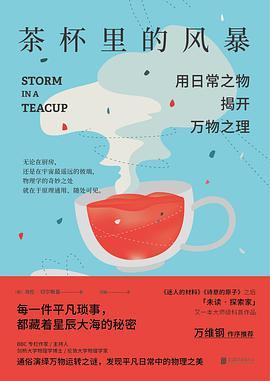 茶杯里的风暴
STORM
IN A
TEACUP
用日常之物
揭开
万物之理
无论在厨房，
还是在宇宙最遥远的彼端，
物理学的奇妙之处
就在于原理通用、随处可见。
每一件平凡琐事，
都藏着星辰大海的秘密
BBC 专栏作家 / 主持人
剑桥大学物理学博士 / 伦敦大学物理学家
通俗演绎万物运转之谜，发现平凡日常中的物理之美
《迷人的材料》《诗意的原子》之后
「未读·探索家」
又一本大师级科普作品
万维钢 作序推荐